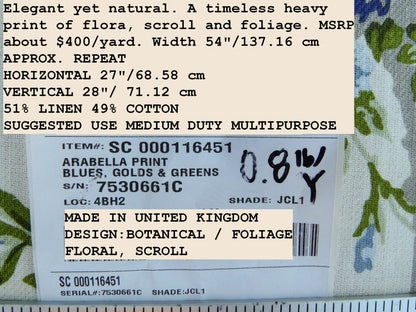 Elegant yet natural. A timeless heavy
print of flora, scroll and foliage. MSRP
about $400/yard. Width 54"/137.16 cm
APPROX. REPEAT
HORIZONTAL 27"/68.58 cm
VERTICAL 28"/ 71.12 cm
51% LINEN 49% COTTON
SUGGESTED USE MEDIUM DUTY MULTIPURPOSE
ITEM#: SC 000116451
ARABELLA PRINT
BLUES, GOLDS & GREENS
0.8 lb/Y
S/N: 7530661C
LOC: 4BH2 SHADE: JCL1
MADE IN UNITED KINGDOM
DESIGN:BOTANICAL / FOLIAGE
FLORAL, SCROLL
SC 000116451
SERIAL#:7530661C SHADE:JCL1